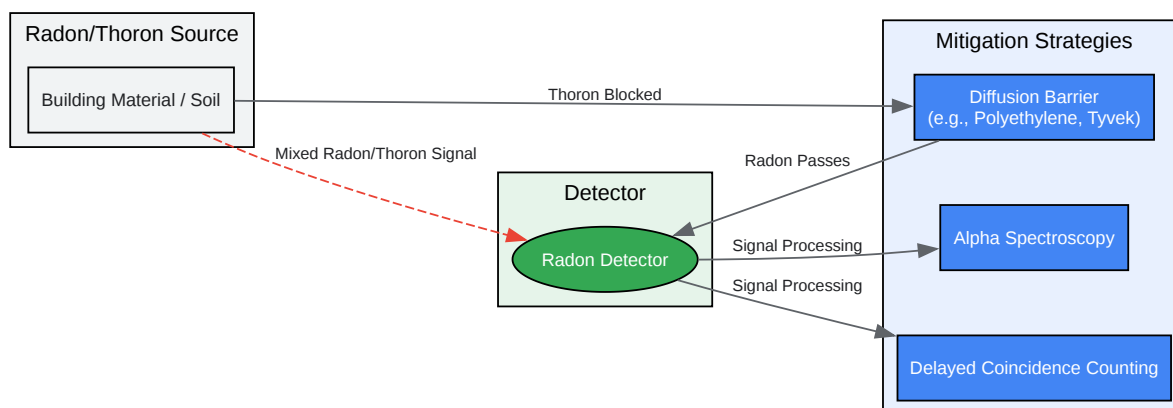 Radon/Thoron Source
Building Material / Soil
Mixed Radon/Thoron Signal
Thoron Blocked
Mitigation Strategies
Diffusion Barrier
(e.g., Polyethylene, Tyvek)
Radon Passes
Detector
Radon Detector
Signal Processing
Alpha Spectroscopy
Signal Processing
Delayed Coincidence Counting